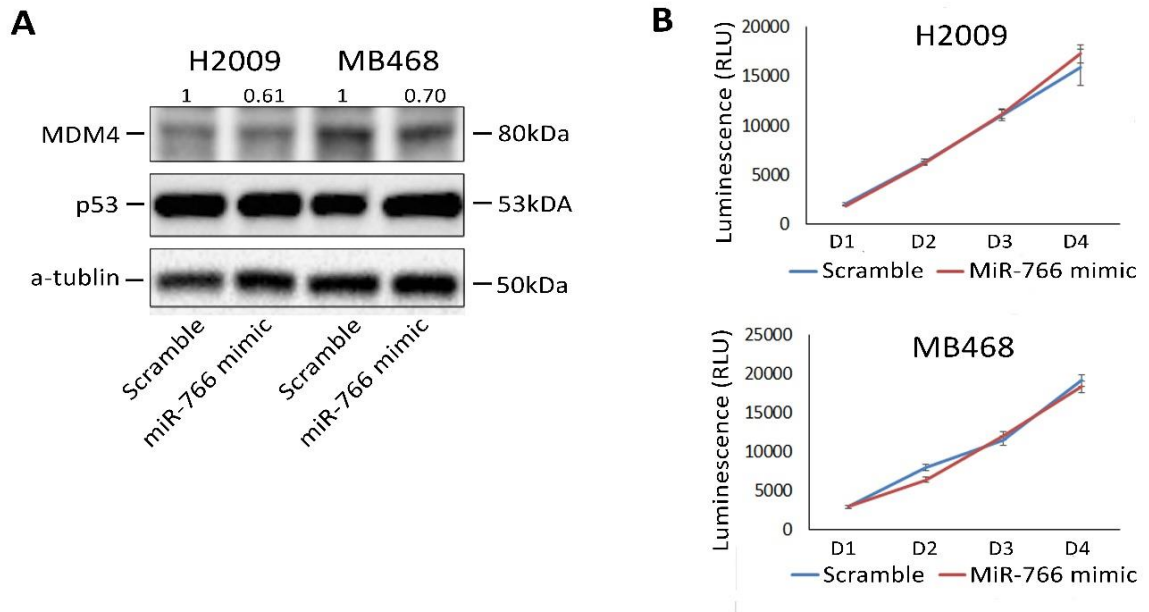 A
H2009 MB468
1 0.61 1 0.70
MDM4 80kDa
p53 53kDA
a-tublin 50kDa
Scramble
miR-766 mimic
Scramble
miR-766 mimic
B
H2009
Luminescence (RLU)
20000
15000
10000
5000
0
D1 D2 D3 D4
Scramble MiR-766 mimic
MB468
Luminescence (RLU)
25000
20000
15000
10000
5000
0
D1 D2 D3 D4
Scramble MiR-766 mimic